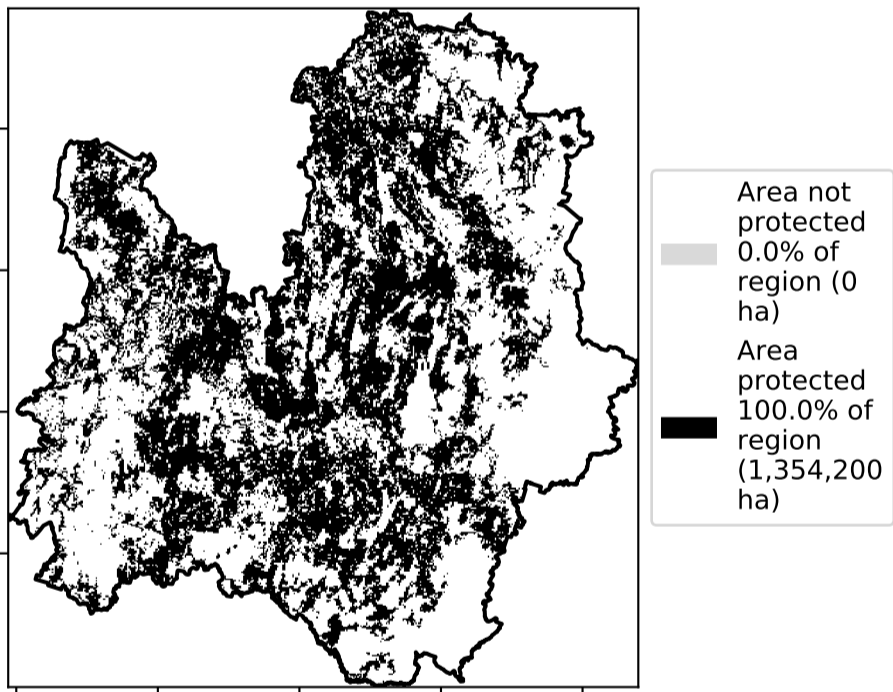 Area not
protected
0.0% of
region (0
ha)
Area
protected
100.0% of
region
(1,354,200
ha)